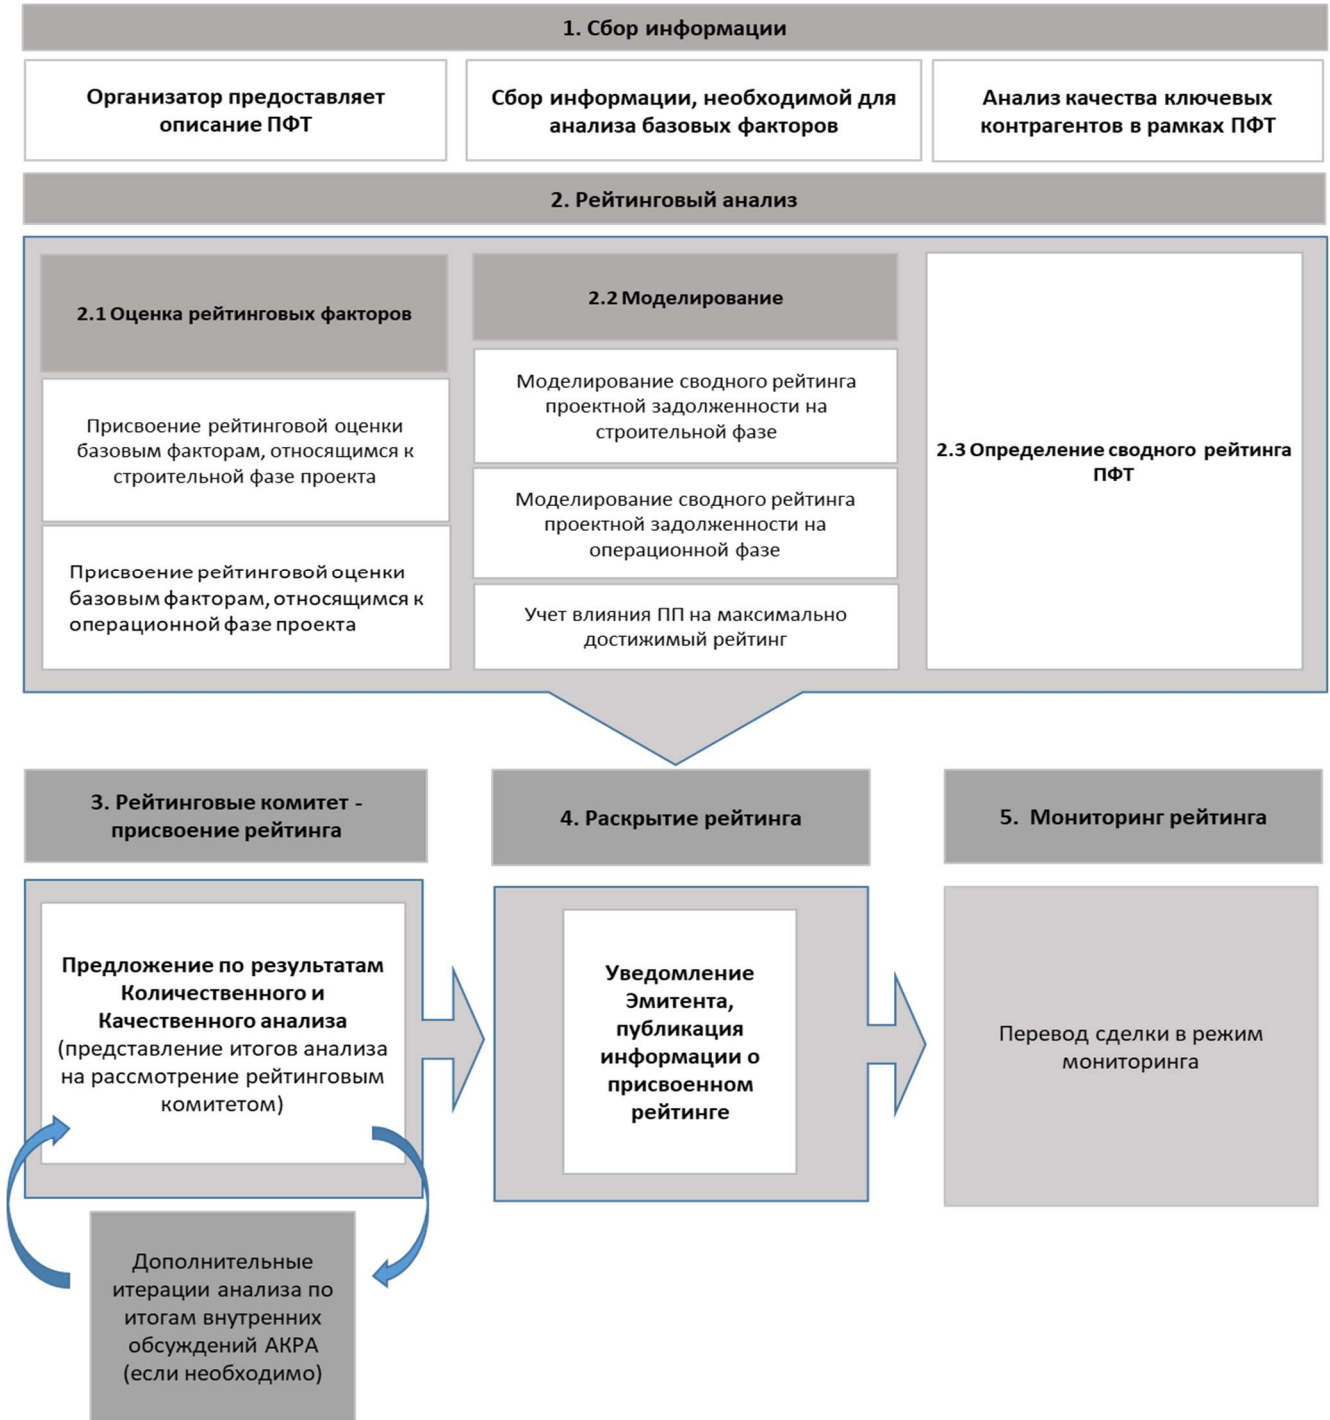 1. Сбор информации
Организатор предоставляет
описание ПФТ
Сбор информации, необходимой для
анализа базовых факторов
Анализ качества ключевых
контрагентов в рамках ПФТ
2. Рейтинговый анализ
2.1 Оценка рейтинговых факторов
Присвоение рейтинговой оценки
базовым факторам, относящимся к
строительной фазе проекта
Присвоение рейтинговой оценки
базовым факторам, относящимся к
операционной фазе проекта
2.2 Моделирование
Моделирование сводного рейтинга
проектной задолженности на
строительной фазе
Моделирование сводного рейтинга
проектной задолженности на
операционной фазе
Учет влияния ПП на максимально
достижимый рейтинг
2.3 Определение сводного рейтинга
ПФТ
3. Рейтинговые комитет -
присвоение рейтинга
Предложение по результатам
Количественного и
Качественного анализа
(представление итогов анализа
на рассмотрение рейтинговым
комитетом)
Дополнительные
итерации анализа по
итогам внутренних
обсуждений АКРА
(если необходимо)
4. Раскрытие рейтинга
Уведомление
Эмитента,
публикация
информации о
присвоенном
рейтинге
5. Мониторинг рейтинга
Перевод сделки в режим
мониторинга